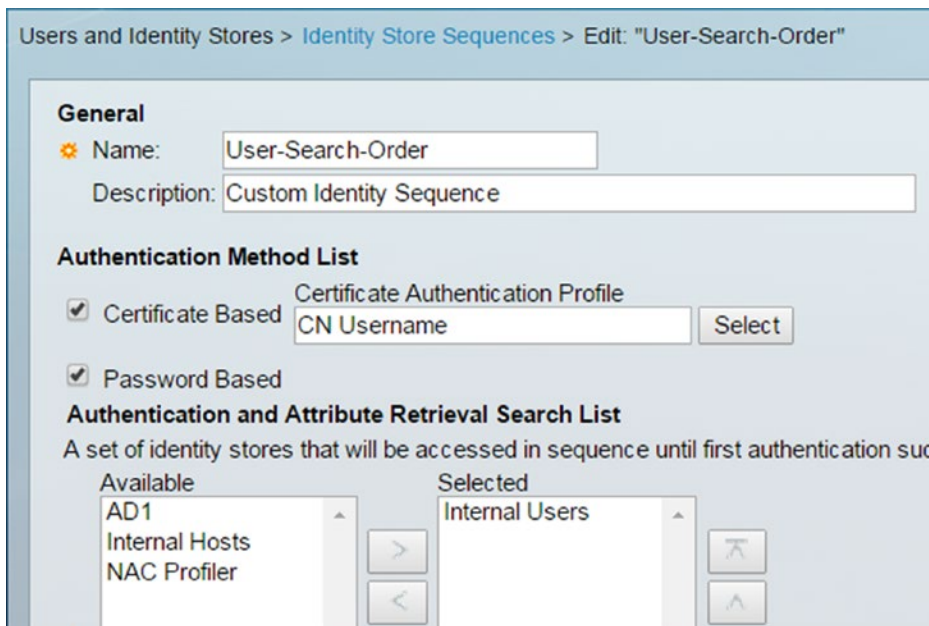 Users and Identity Stores > Identity Store Sequences > Edit: "User-Search-Order"
General
Name: User-Search-Order
Description: Custom Identity Sequence
Authentication Method List
Certificate Authentication Profile
Certificate Based CN Username Select
Password Based
Authentication and Attribute Retrieval Search List
A set of identity stores that will be accessed in sequence until first authentication suc
Available Selected
AD1 Internal Users
Internal Hosts
NAC Profiler